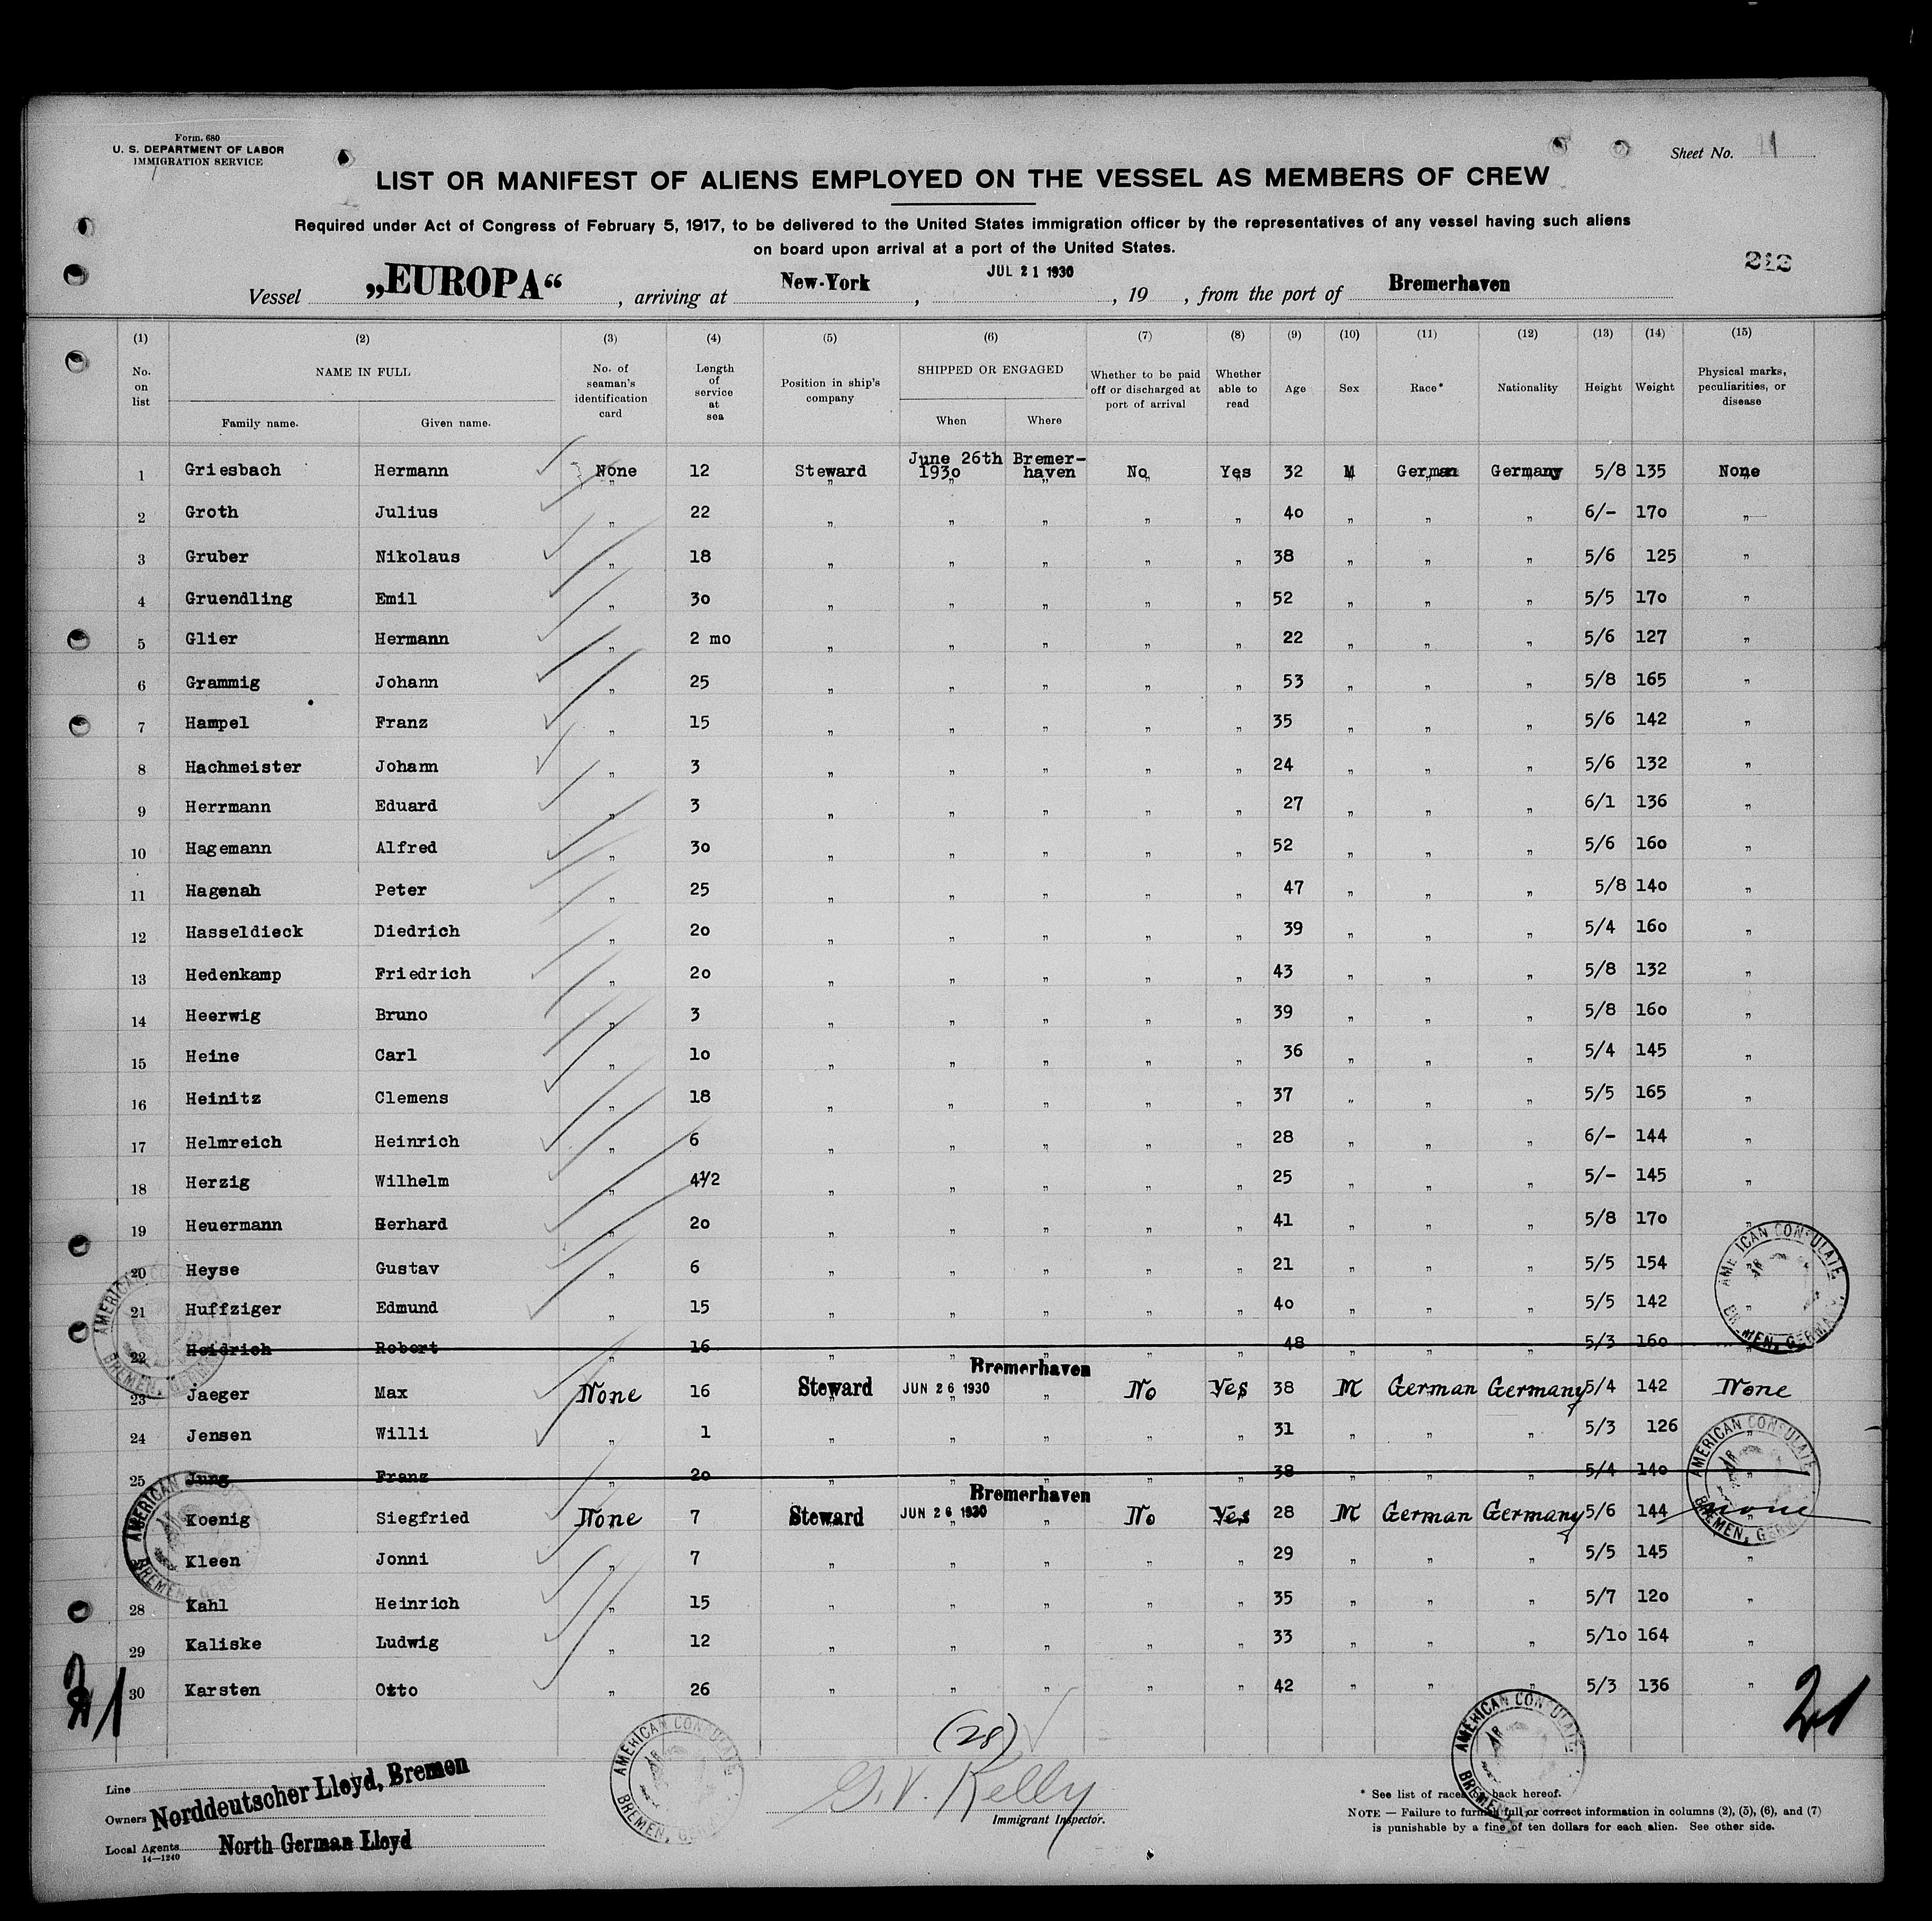 Form. 680
U. S. DEPARTMENT OF LABOR
IMMIGRATION SERVICE
Sheet No.
LIST OR MANIFEST OF ALIENS EMPLOYED ON THE VESSEL AS MEMBERS OF CREW
Required under Act of Congress of February 5, 1917, to be delivered to the United States immigration officer by the representatives of any vessel having such aliens
on board upon arrival at a port of the United States.
212
Vessel „EUROPA“, arriving at New-York, JUL 21 1930, 19 , from the port of Bremerhaven
(1) (2) (3) (4) (5) (6) (7) (8) (9) (10) (11) (12) (13) (14) (15)
No. on list NAME IN FULL Family name. Given name. No. of seaman's identification card Length of service at sea Position in ship's company SHIPPED OR ENGAGED When Where Whether to be paid off or discharged at port of arrival Whether able to read Age Sex Race* Nationality Height Weight Physical marks, peculiarities, or disease
1 Griesbach Hermann None 12 Steward June 26th 1930 Bremer-haven No Yes 32 M German Germany 5/8 135 None
2 Groth Julius „ 22 „ „ „ „ „ 40 „ „ „ 6/- 170 „
3 Gruber Nikolaus „ 18 „ „ „ „ „ 38 „ „ „ 5/6 125 „
4 Gruendling Emil „ 30 „ „ „ „ „ 52 „ „ „ 5/5 170 „
5 Glier Hermann „ 2 mo „ „ „ „ „ 22 „ „ „ 5/6 127 „
6 Grammig Johann „ 25 „ „ „ „ „ 53 „ „ „ 5/8 165 „
7 Hampel Franz „ 15 „ „ „ „ „ 35 „ „ „ 5/6 142 „
8 Hachmeister Johann „ 3 „ „ „ „ „ 24 „ „ „ 5/6 132 „
9 Herrmann Eduard „ 3 „ „ „ „ „ 27 „ „ „ 6/1 136 „
10 Hagemann Alfred „ 30 „ „ „ „ „ 52 „ „ „ 5/6 160 „
11 Hagenah Peter „ 25 „ „ „ „ „ 47 „ „ „ 5/8 140 „
12 Hasseldieck Diedrich „ 20 „ „ „ „ „ 39 „ „ „ 5/4 160 „
13 Hedenkamp Friedrich „ 20 „ „ „ „ „ 43 „ „ „ 5/8 132 „
14 Heerwig Bruno „ 3 „ „ „ „ „ 39 „ „ „ 5/8 160 „
15 Heine Carl „ 10 „ „ „ „ „ 36 „ „ „ 5/4 145 „
16 Heinitz Clemens „ 18 „ „ „ „ „ 37 „ „ „ 5/5 165 „
17 Helmreich Heinrich „ 6 „ „ „ „ „ 28 „ „ „ 6/- 144 „
18 Herzig Wilhelm „ 4½ „ „ „ „ „ 25 „ „ „ 5/- 145 „
19 Heuermann Gerhard „ 20 „ „ „ „ „ 41 „ „ „ 5/8 170 „
20 Heyse Gustav „ 6 „ „ „ „ „ 21 „ „ „ 5/5 154 „
21 Huffziger Edmund „ 15 „ „ „ „ „ 40 „ „ „ 5/5 142 „
22 Heidrich Robert „ 16 „ „ „ „ „ 48 „ „ „ 5/3 160 „
23 Jaeger Max None 16 Steward JUN 26 1930 Bremerhaven No Yes 38 M German Germany 5/4 142 None
24 Jensen Willi „ 1 „ „ „ „ „ 31 „ „ „ 5/3 126 „
25 Jung Franz „ 20 „ „ „ „ „ 38 „ „ „ 5/4 140 „
Koenig Siegfried None 7 Steward JUN 26 1930 Bremerhaven No Yes 28 M German Germany 5/6 144 none
Kleen Jonni „ 7 „ „ „ „ „ 29 „ „ „ 5/5 145 „
28 Kahl Heinrich „ 15 „ „ „ „ „ 35 „ „ „ 5/7 120 „
29 Kaliske Ludwig „ 12 „ „ „ „ „ 33 „ „ „ 5/10 164 „
30 Karsten Otto „ 26 „ „ „ „ „ 42 „ „ „ 5/3 136 „
AMERICAN CONSULATE BREMEN, GERMANY
AMERICAN CONSULATE BREMEN, GERMANY
AMERICAN CONSULATE BREMEN, GERMANY
AMERICAN CONSULATE BREMEN, GERMANY
AMERICAN CONSULATE BREMEN, GERMANY
AMERICAN CONSULATE BREMEN, GERMANY
21
21
(28)
Line
Owners Norddeutscher Lloyd, Bremen
Local Agents North German Lloyd
14—1240
G. V. Kelly
Immigrant Inspector.
* See list of races on back hereof.
NOTE — Failure to furnish full or correct information in columns (2), (5), (6), and (7)
is punishable by a fine of ten dollars for each alien. See other side.